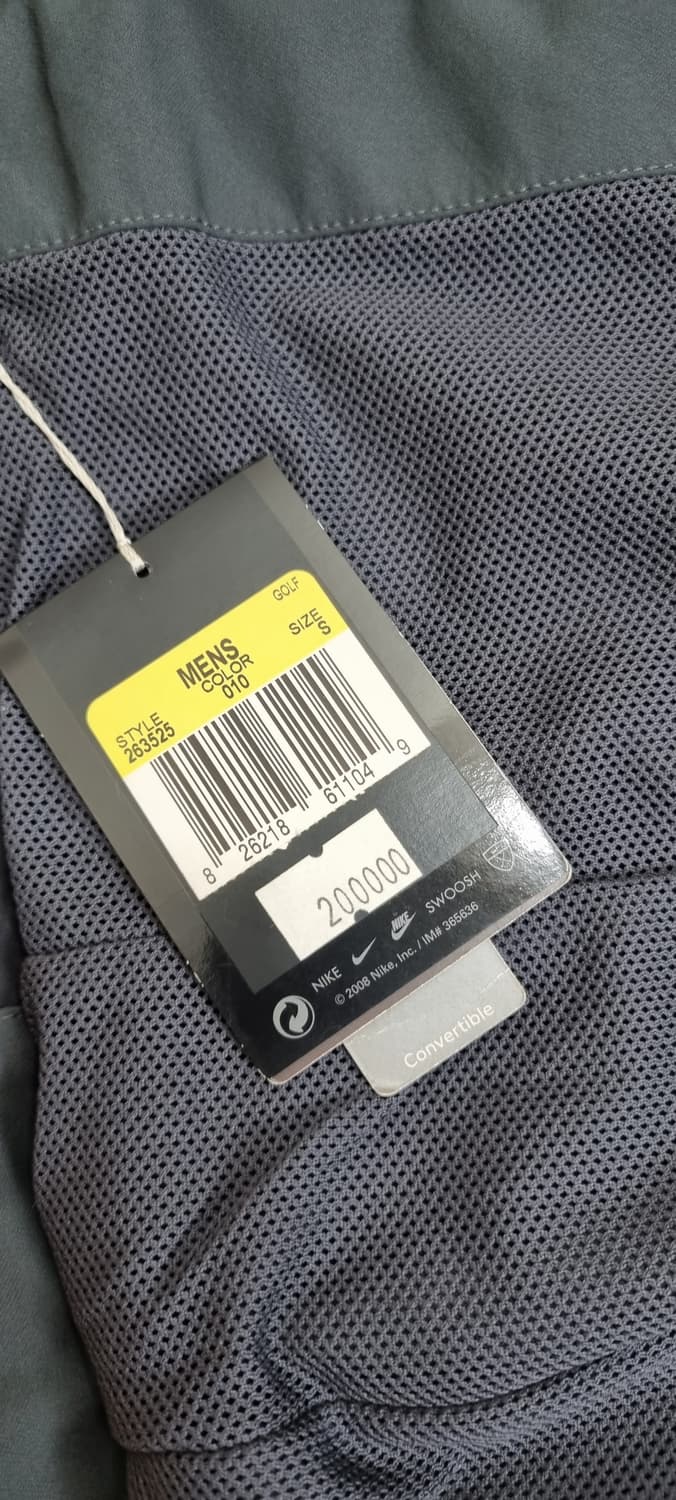 GOLF
MENS SIZE
COLOR S
STYLE 010
263525
8 26218 61104 9
200000
NIKE NIKE SWOOSH
© 2008 Nike, Inc. / IM# 365636
Convertible